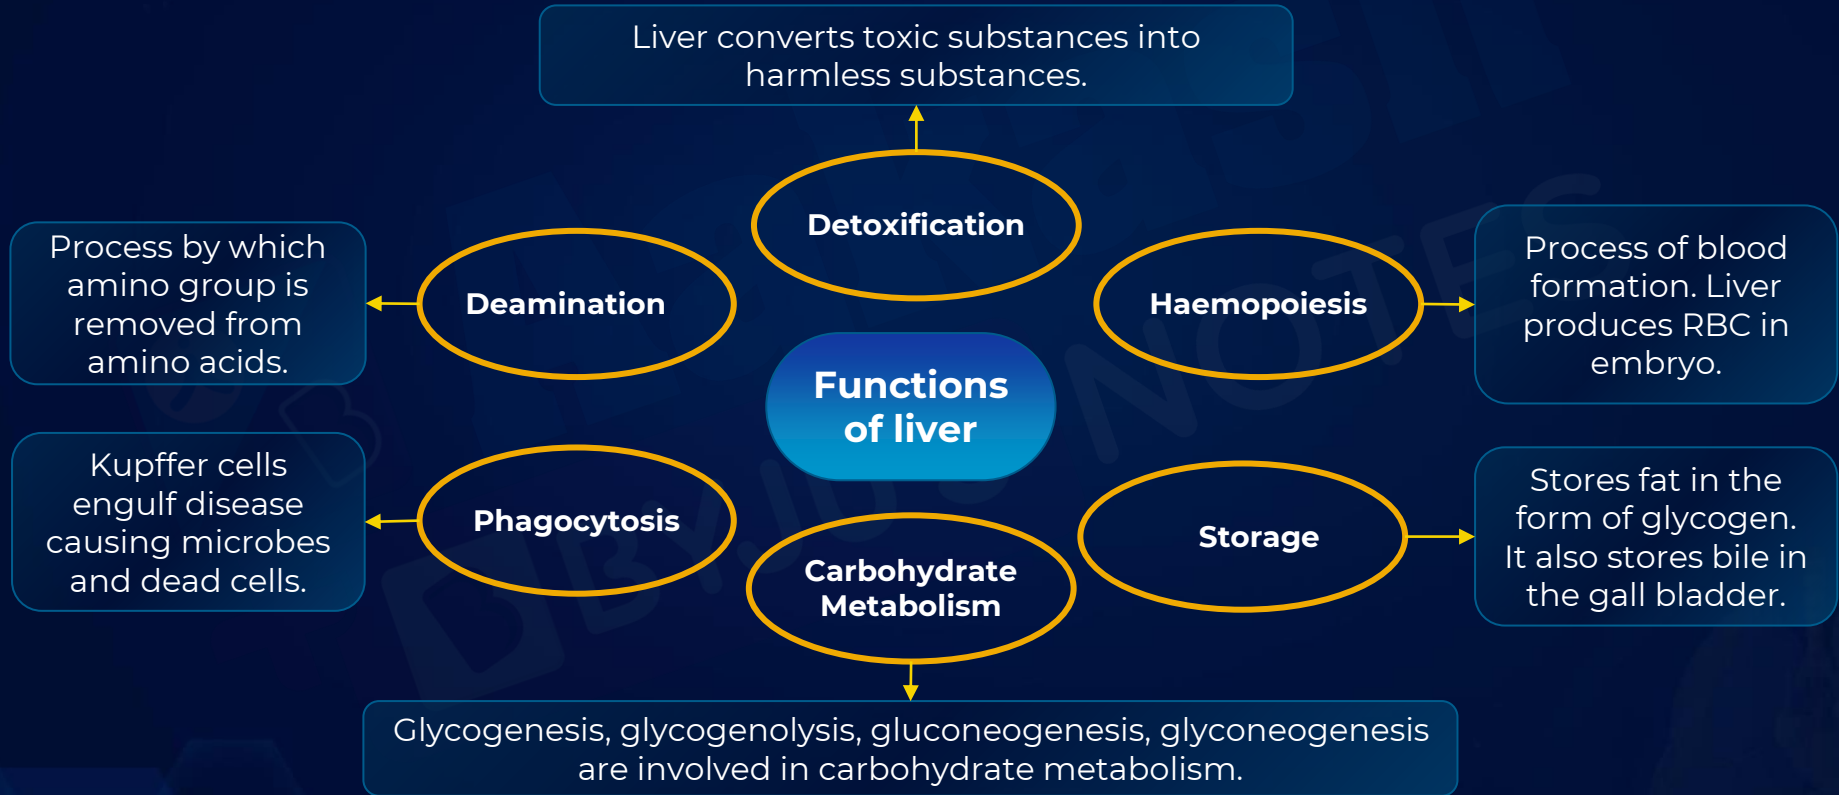 Liver converts toxic substances into
harmless substances.
Detoxification
Process by which
amino group is
removed from
amino acids.
Deamination
Haemopoiesis
Process of blood
formation. Liver
produces RBC in
embryo.
Functions
of liver
Kupffer cells
engulf disease
causing microbes
and dead cells.
Phagocytosis
Carbohydrate
Metabolism
Storage
Stores fat in the
form of glycogen.
It also stores bile in
the gall bladder.
Glycogenesis, glycogenolysis, gluconeogenesis, glyconeogenesis
are involved in carbohydrate metabolism.
BYJU'S NOTES